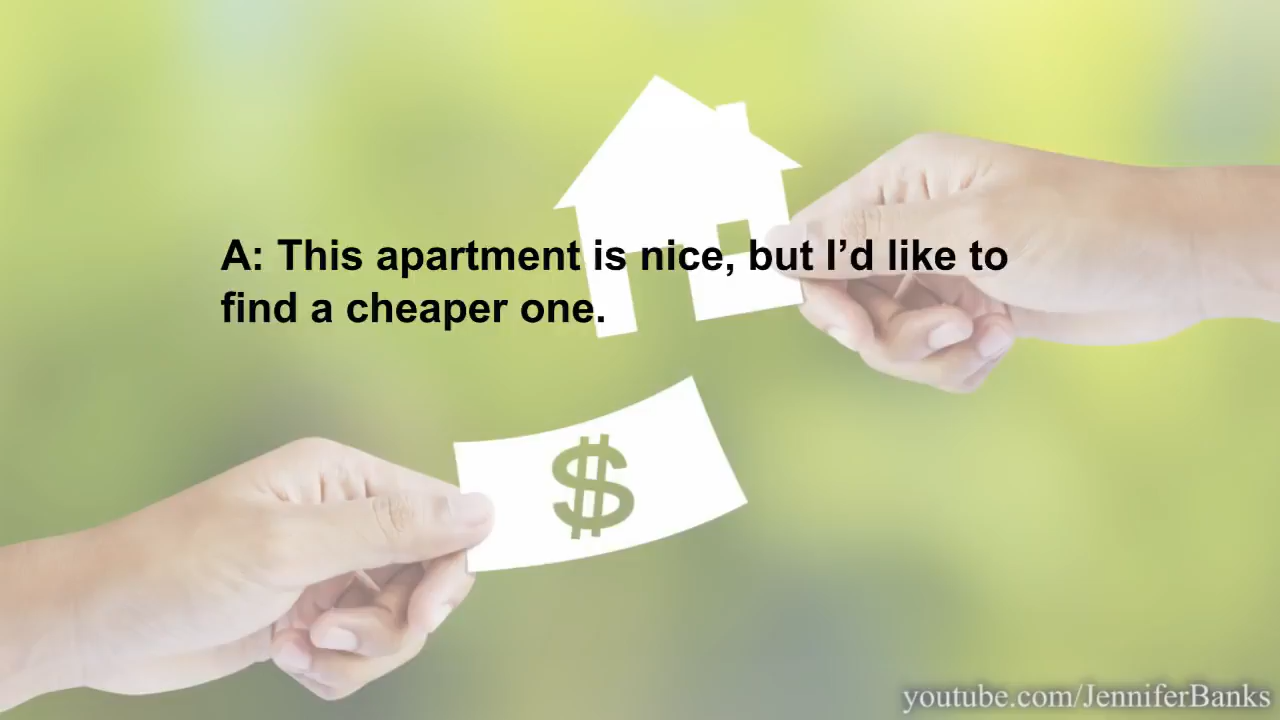 A: This apartment is nice, but I’d like to
find a cheaper one.
$
youtube.com/JenniferBanks